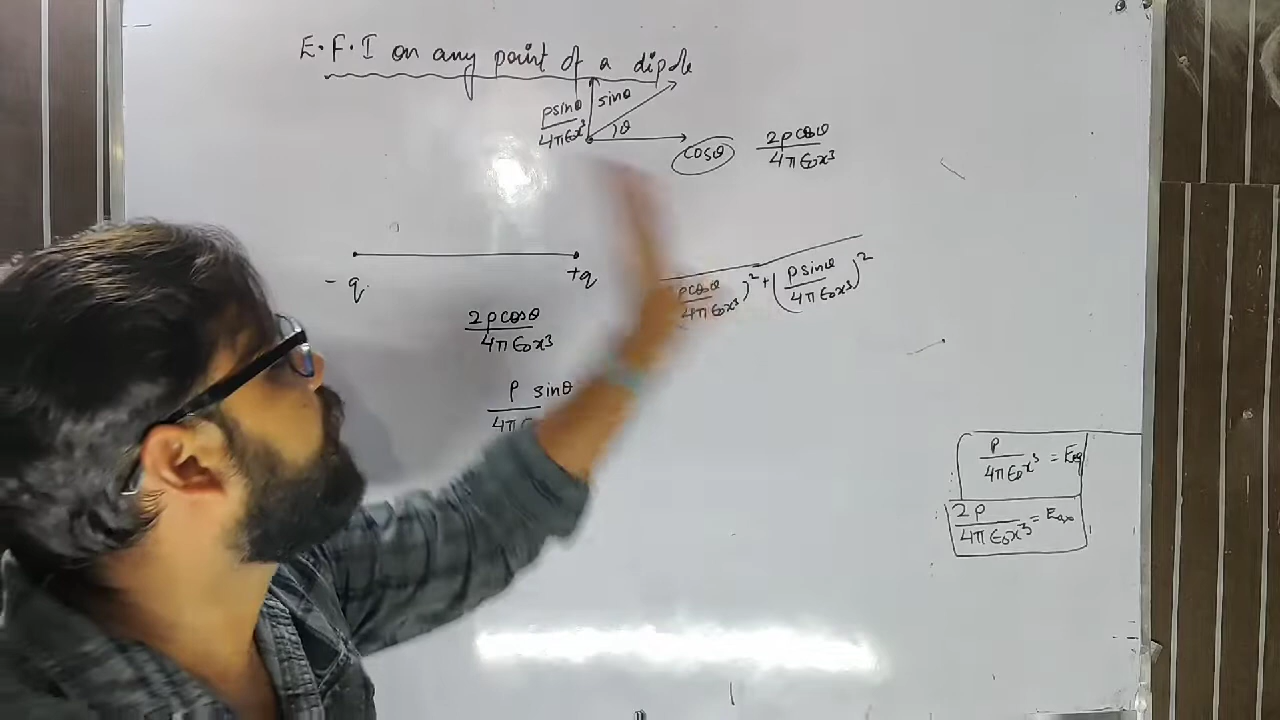 E.F.I on any point of a dipole
psinθ/4πε₀x³
sinθ
θ
cosθ
2pcosθ/4πε₀x³
-q
+q
pcosθ/4πε₀x³)² + (psinθ/4πε₀x³)²
2pcosθ/4πε₀x³
p sinθ
4π
p/4πε₀x³ = Eeq
2p/4πε₀x³ = Eax